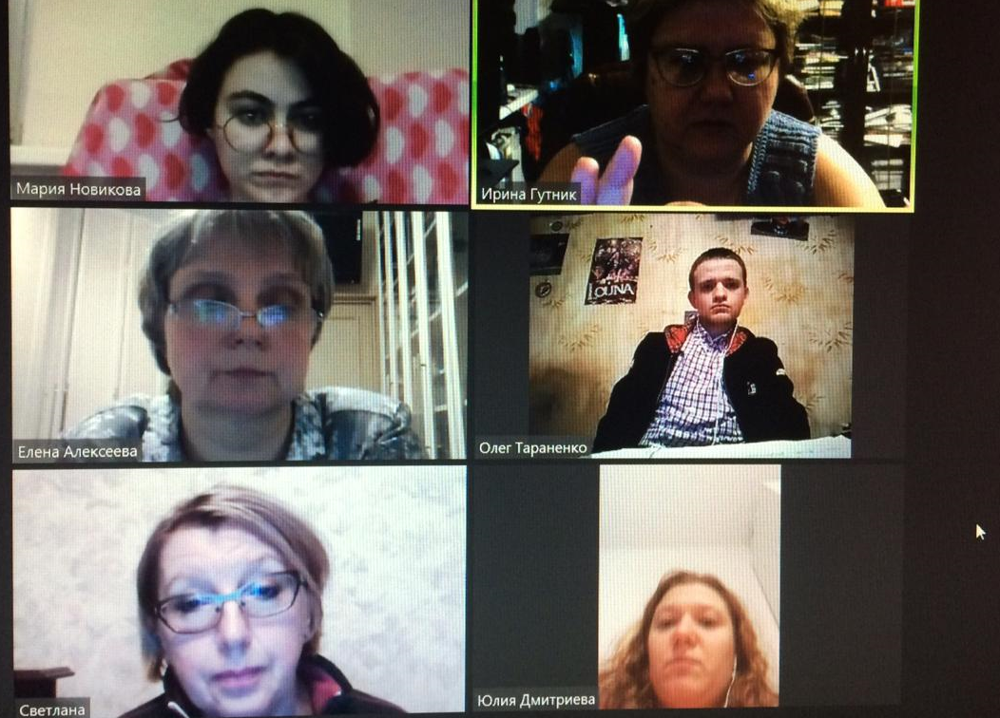 Мария Новикова
Ирина Гутник
LOUNA
Елена Алексеева
Олег Тараненко
Светлана
Юлия Дмитриева